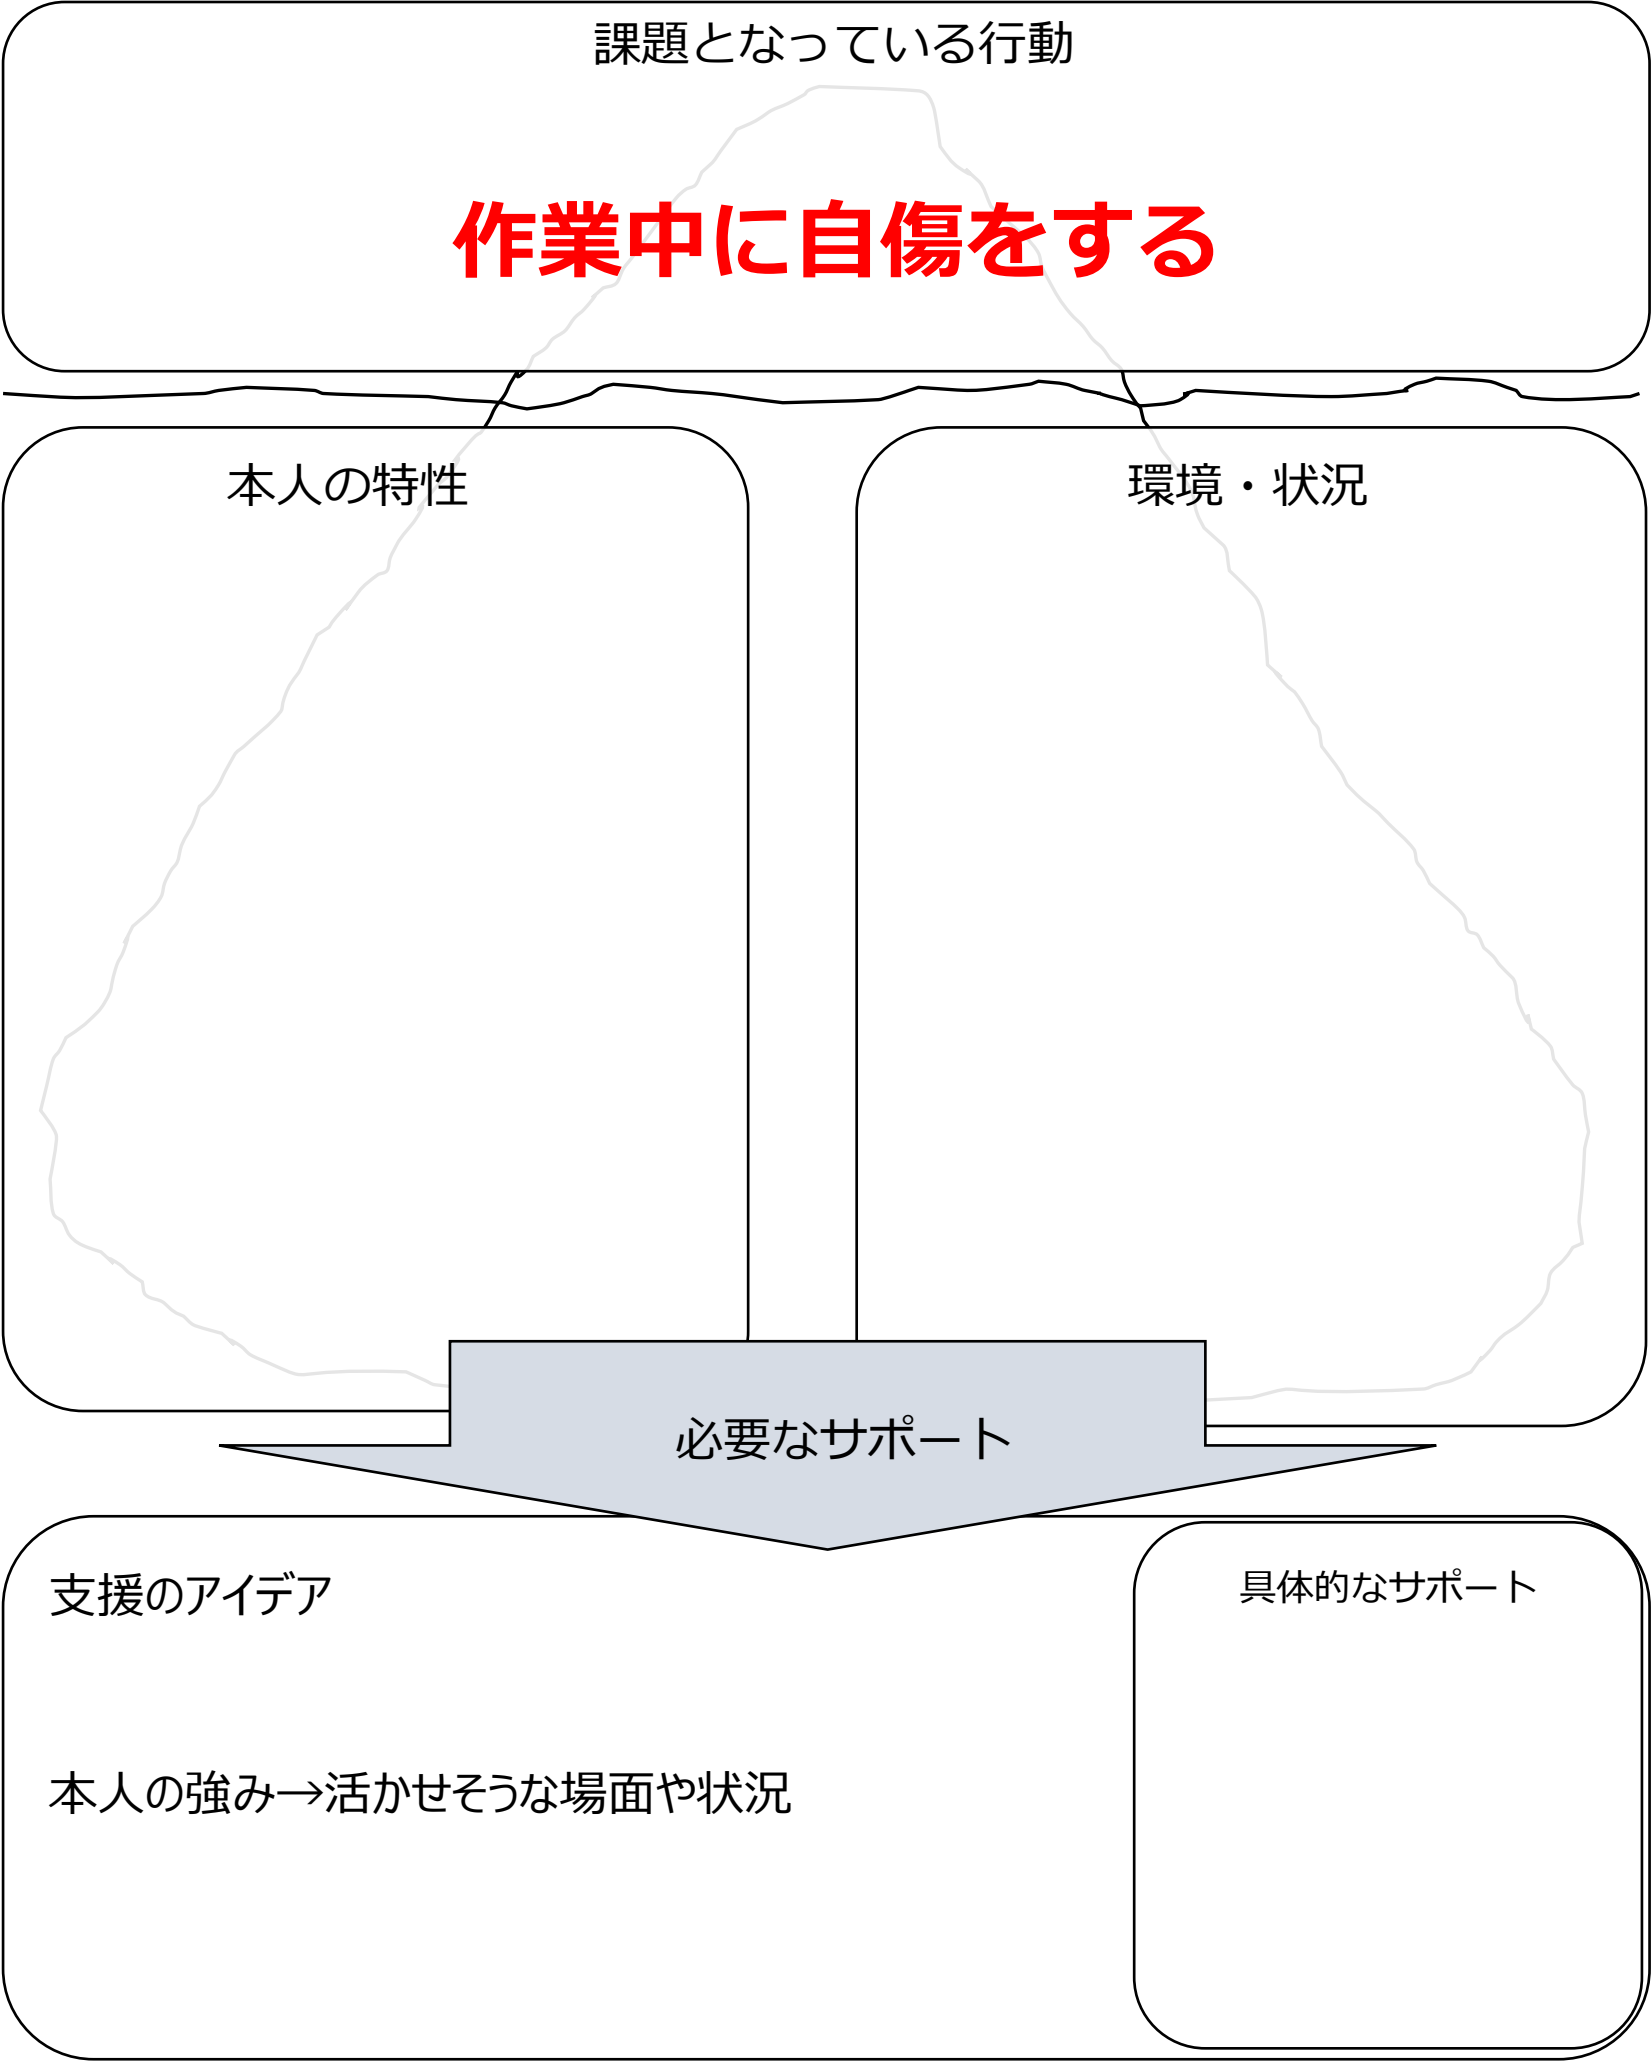 課題となっている行動
作業中に自傷をする
本人の特性
環境・状況
必要なサポート
支援のアイデア
具体的なサポート
本人の強み→活かせそうな場面や状況